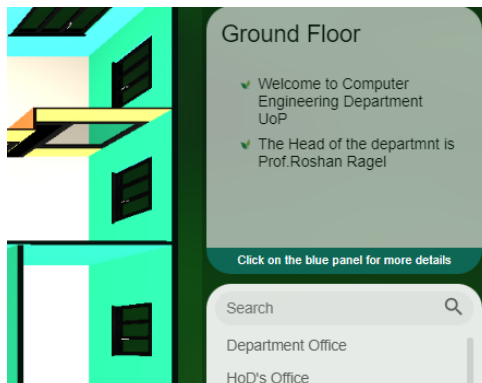 Ground Floor
Welcome to Computer
Engineering Department
UoP
The Head of the departmnt is
Prof.Roshan Ragel
Click on the blue panel for more details
Search
Department Office
HoD's Office